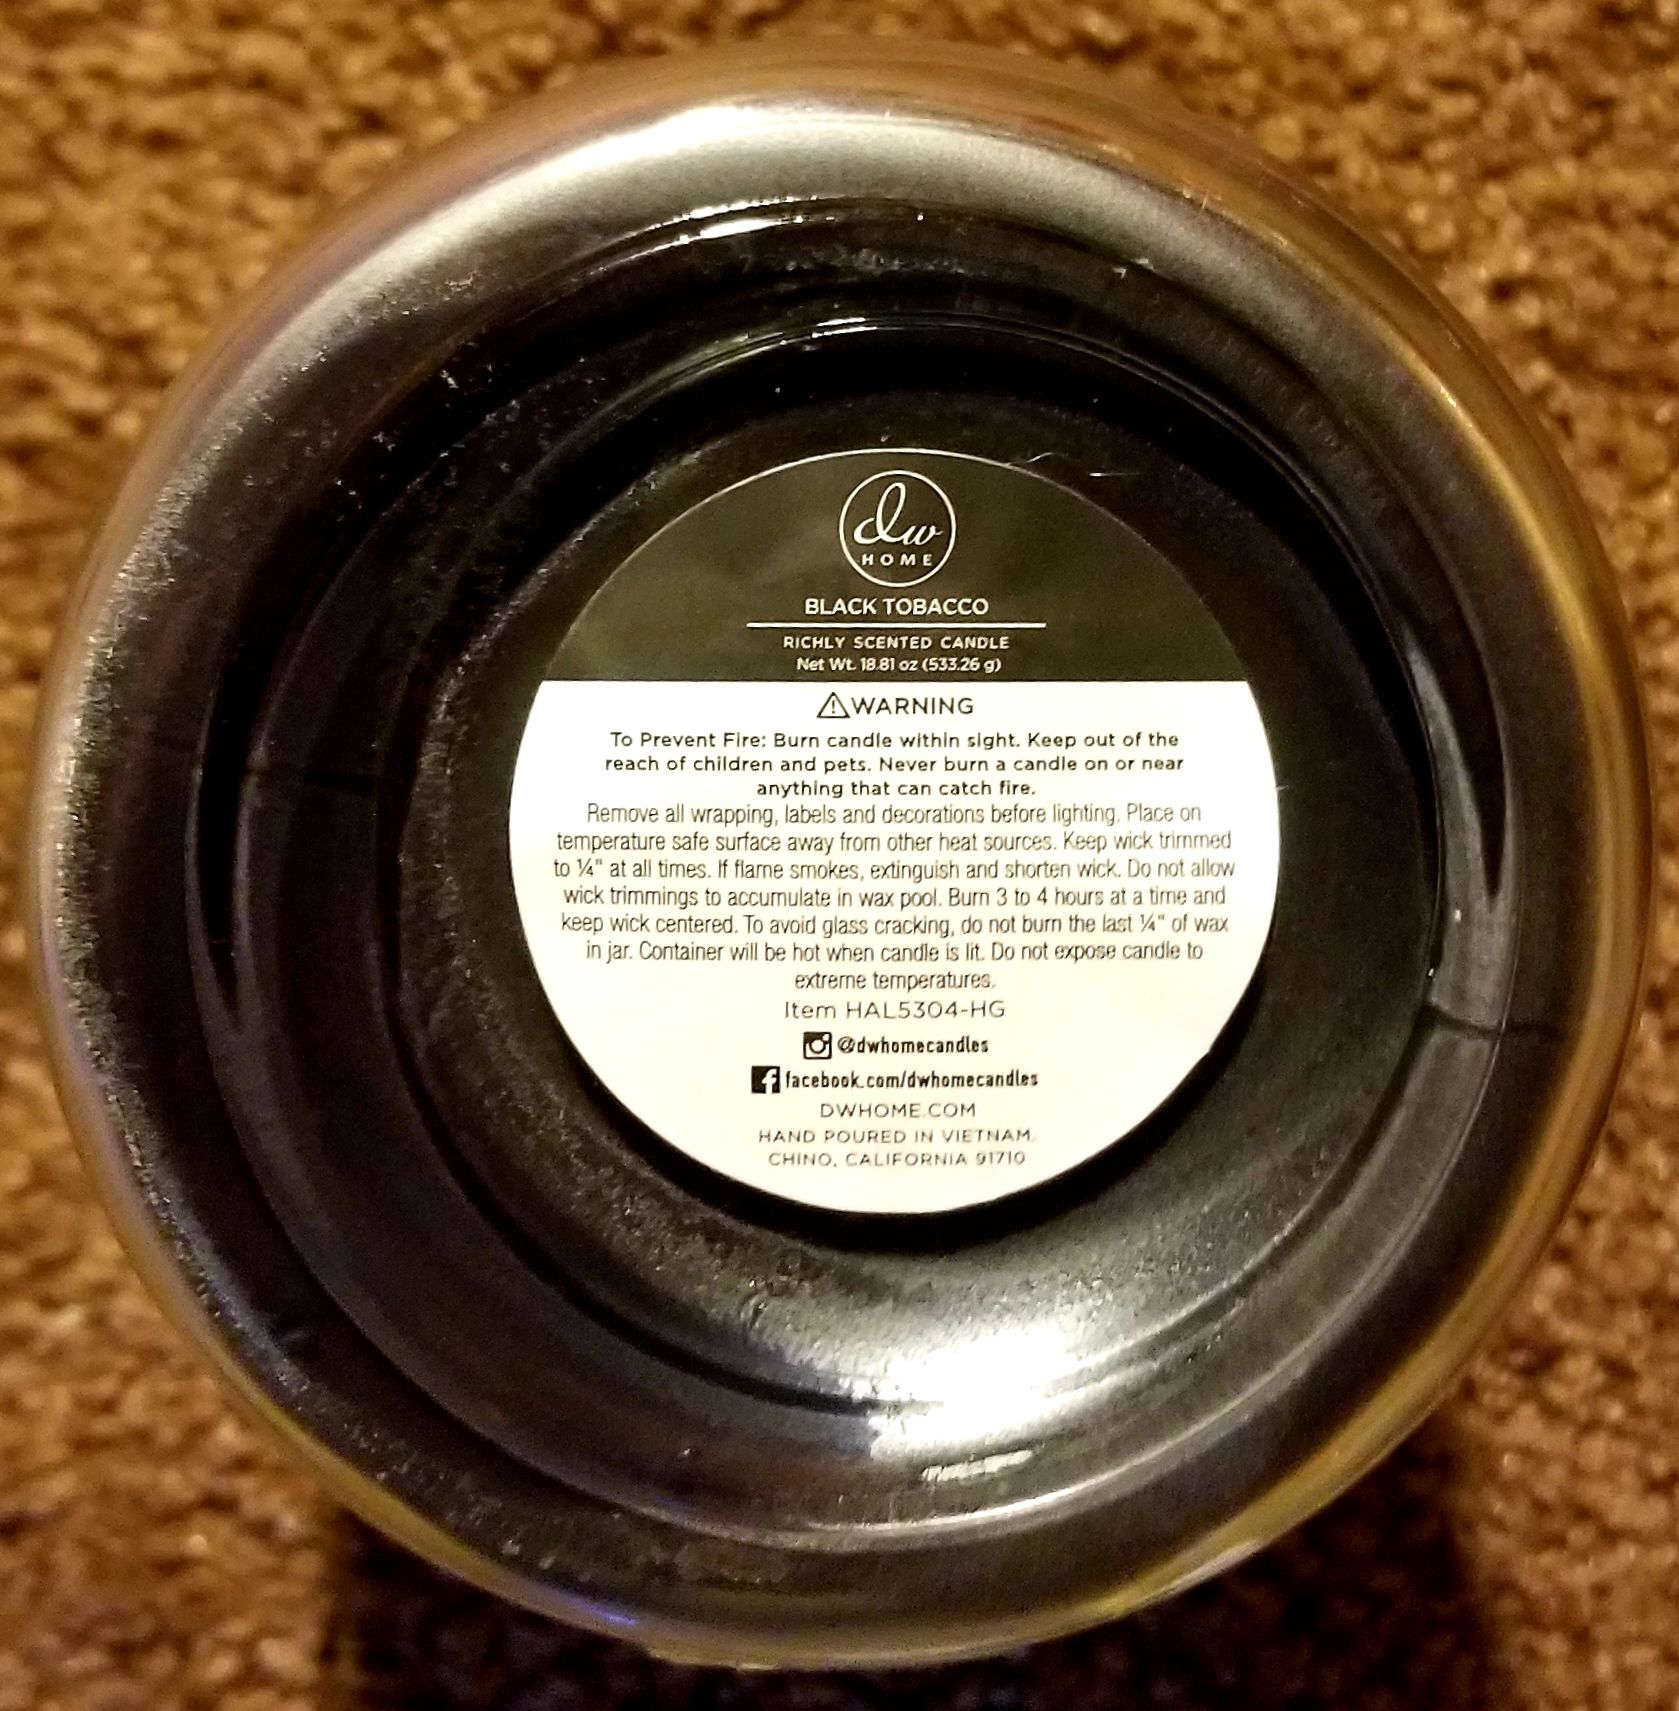 dw
HOME
BLACK TOBACCO
RICHLY SCENTED CANDLE
Net Wt. 18.81 oz (533.26 g)
⚠WARNING
To Prevent Fire: Burn candle within sight. Keep out of the
reach of children and pets. Never burn a candle on or near
anything that can catch fire.
Remove all wrapping, labels and decorations before lighting. Place on
temperature safe surface away from other heat sources. Keep wick trimmed
to ¼" at all times. If flame smokes, extinguish and shorten wick. Do not allow
wick trimmings to accumulate in wax pool. Burn 3 to 4 hours at a time and
keep wick centered. To avoid glass cracking, do not burn the last ¼" of wax
in jar. Container will be hot when candle is lit. Do not expose candle to
extreme temperatures.
Item HAL5304-HG
@dwhomecandles
facebook.com/dwhomecandles
DWHOME.COM
HAND POURED IN VIETNAM.
CHINO, CALIFORNIA 91710